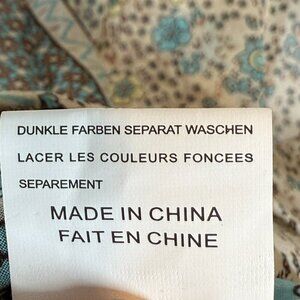 DUNKLE FARBEN SEPARAT WASCHEN
LACER LES COULEURS FONCEES
SEPAREMENT
MADE IN CHINA
FAIT EN CHINE